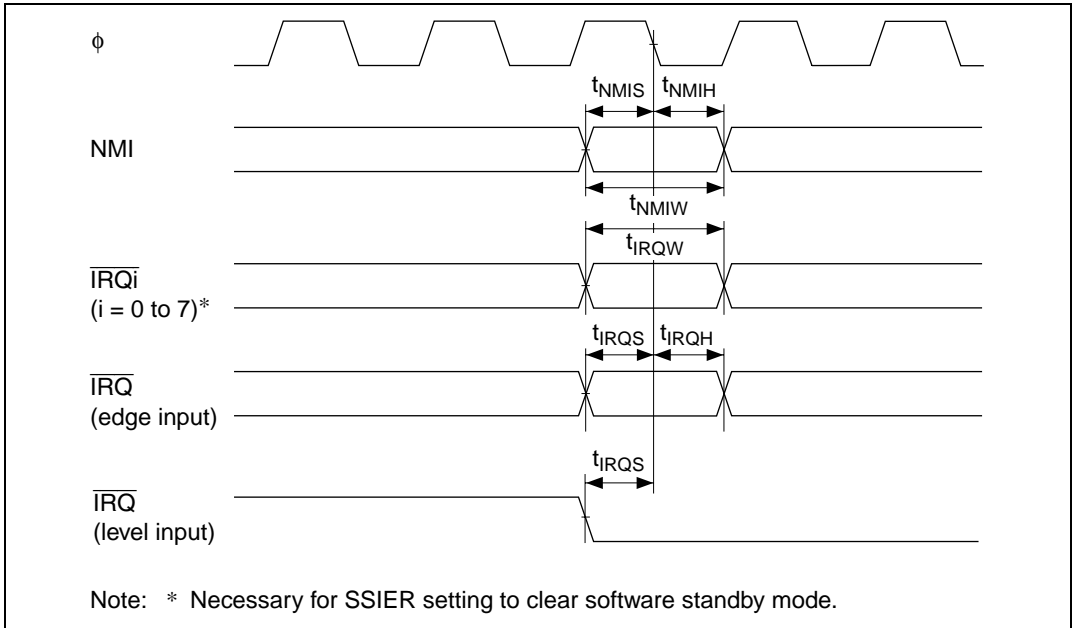 ϕ
tNMIS tNMIH
NMI
tNMIW
tIRQW
IRQi
(i = 0 to 7)*
tIRQS tIRQH
IRQ
(edge input)
tIRQS
IRQ
(level input)
Note: * Necessary for SSIER setting to clear software standby mode.